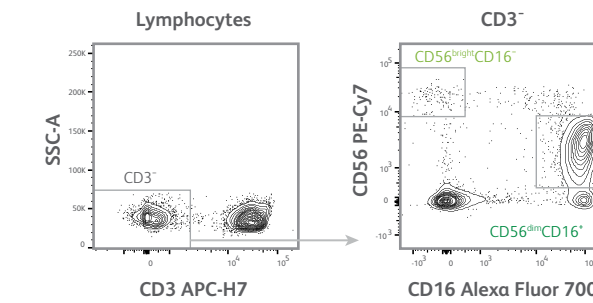 Lymphocytes
CD3⁻
250K
200K
150K
100K
50K
0
SSC-A
CD3⁻
0
10⁴
10⁵
CD3 APC-H7
10⁵
10⁴
10³
0
-10³
CD56 PE-Cy7
CD56ᵇʳⁱᵍʰᵗCD16⁻
CD56ᵈⁱᵐCD16⁺
-10³
0
10³
10⁴
CD16 Alexa Fluor 700